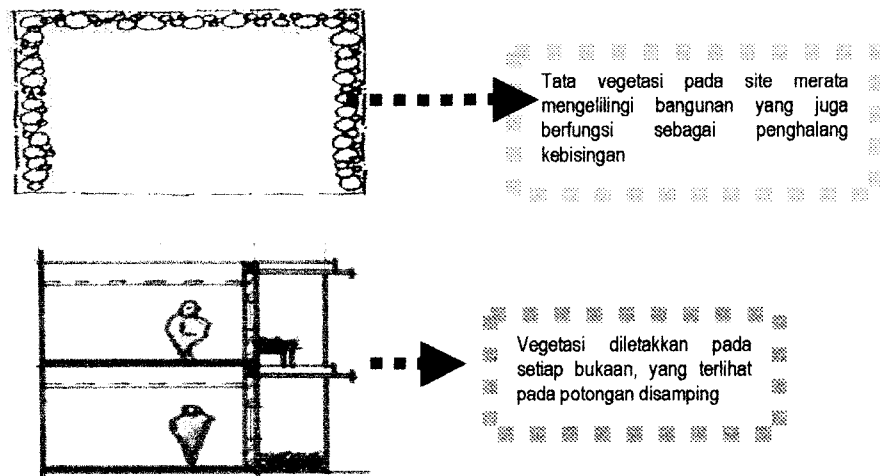 Tata vegetasi pada site merata
mengelilingi bangunan yang juga
berfungsi sebagai penghalang
kebisingan
Vegetasi diletakkan pada
setiap bukaan, yang terlihat
pada potongan disamping